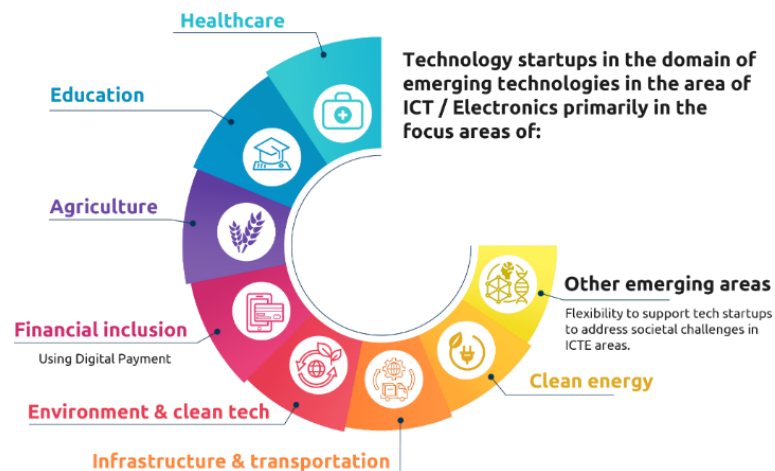 Healthcare
Technology startups in the domain of
emerging technologies in the area of
ICT / Electronics primarily in the
focus areas of:
Education
Agriculture
Financial inclusion
Using Digital Payment
Environment & clean tech
Infrastructure & transportation
Clean energy
Other emerging areas
Flexibility to support tech startups
to address societal challenges in
ICTE areas.